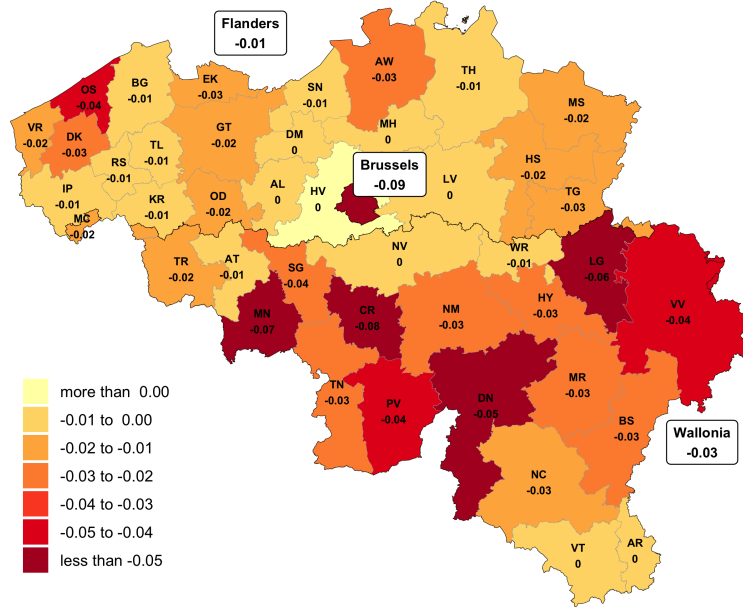 Flanders
-0.01
AW
-0.03
TH
-0.01
OS
-0.04
BG
-0.01
EK
-0.03
SN
-0.01
MS
-0.02
VR
-0.02
DK
-0.03
GT
-0.02
DM
0
MH
0
TL
-0.01
RS
-0.01
HS
-0.02
Brussels
-0.09
IP
-0.01
KR
-0.01
OD
-0.02
AL
0
HV
0
LV
0
TG
-0.03
MC
-0.02
TR
-0.02
AT
-0.01
SG
-0.04
NV
0
WR
-0.01
LG
-0.06
MN
-0.07
CR
-0.08
NM
-0.03
HY
-0.03
VV
-0.04
TN
-0.03
PV
-0.04
DN
-0.05
MR
-0.03
BS
-0.03
Wallonia
-0.03
NC
-0.03
VT
0
AR
0
more than  0.00
-0.01 to  0.00
-0.02 to -0.01
-0.03 to -0.02
-0.04 to -0.03
-0.05 to -0.04
less than -0.05